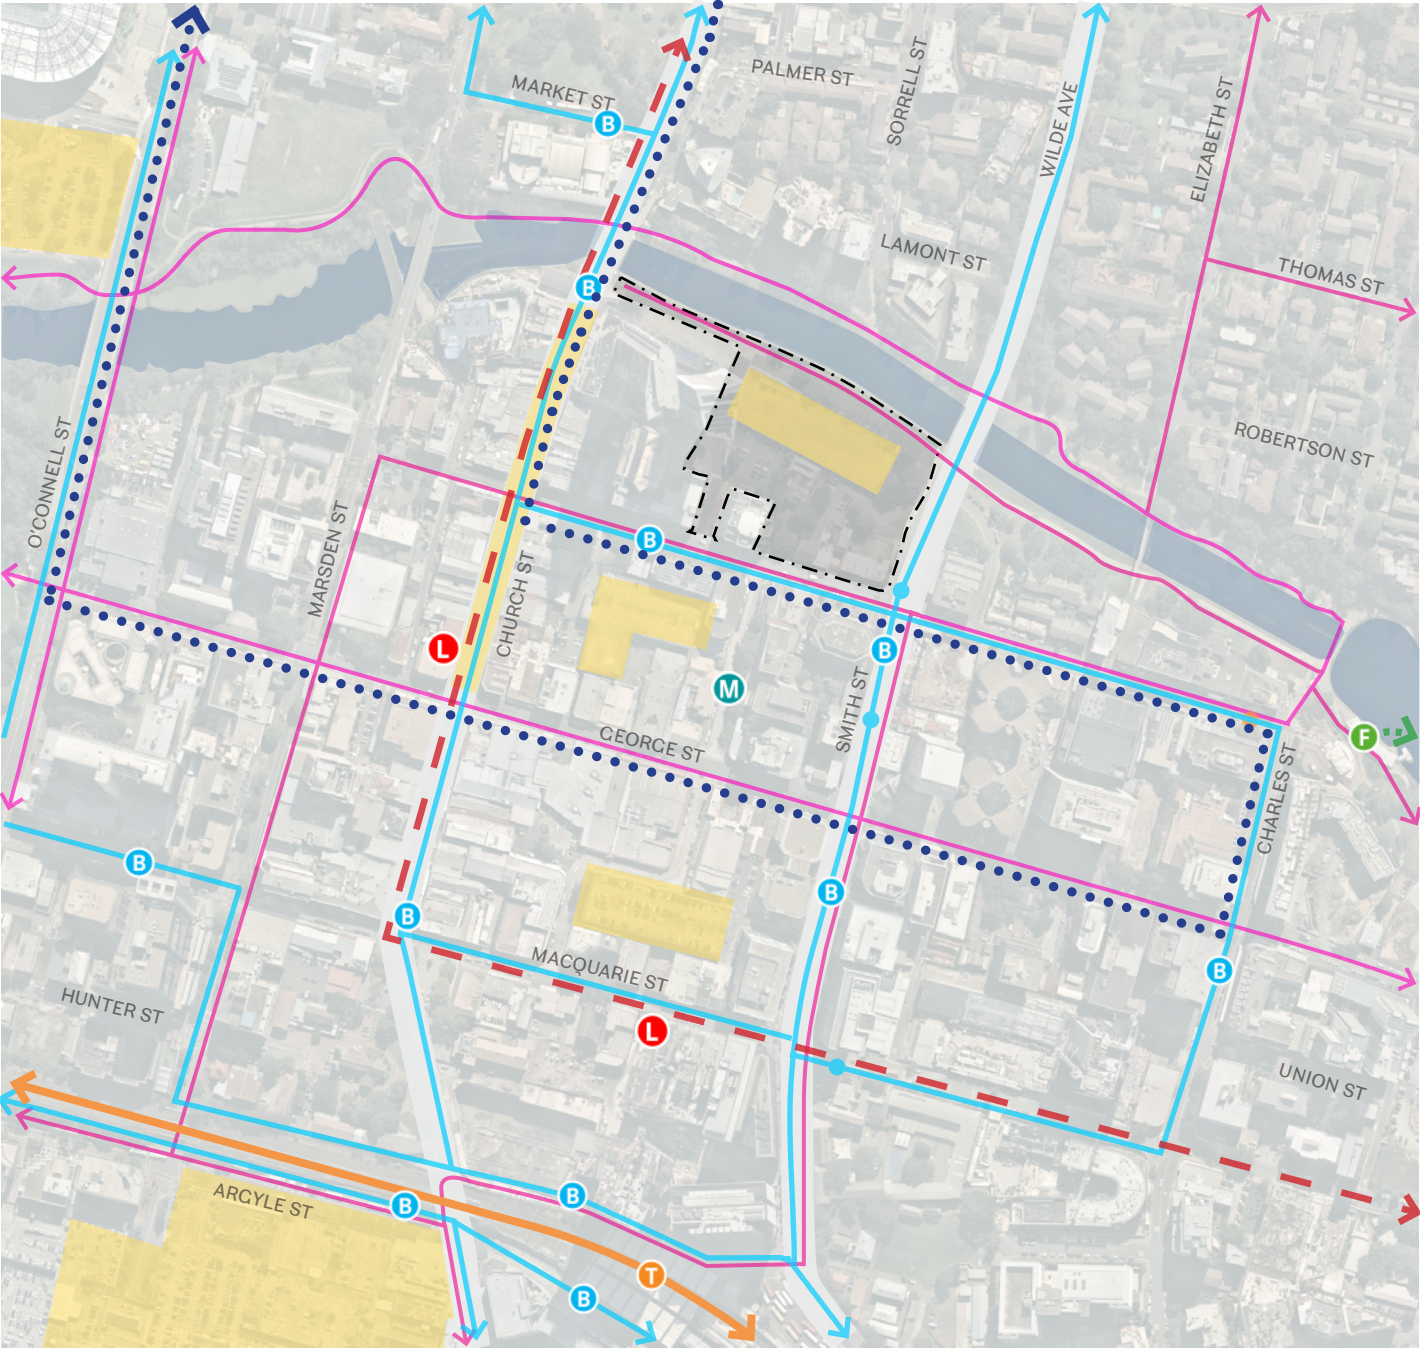 PALMER ST
SORRELL ST
MARKET ST
B
WILDE AVE
ELIZABETH ST
LAMONT ST
THOMAS ST
B
O'CONNELL ST
ROBERTSON ST
MARSDEN ST
B
CHURCH ST
L
B
M
SMITH ST
GEORGE ST
F
CHARLES ST
B
B
B
MACQUARIE ST
B
HUNTER ST
L
UNION ST
ARGYLE ST
B
B
T
B